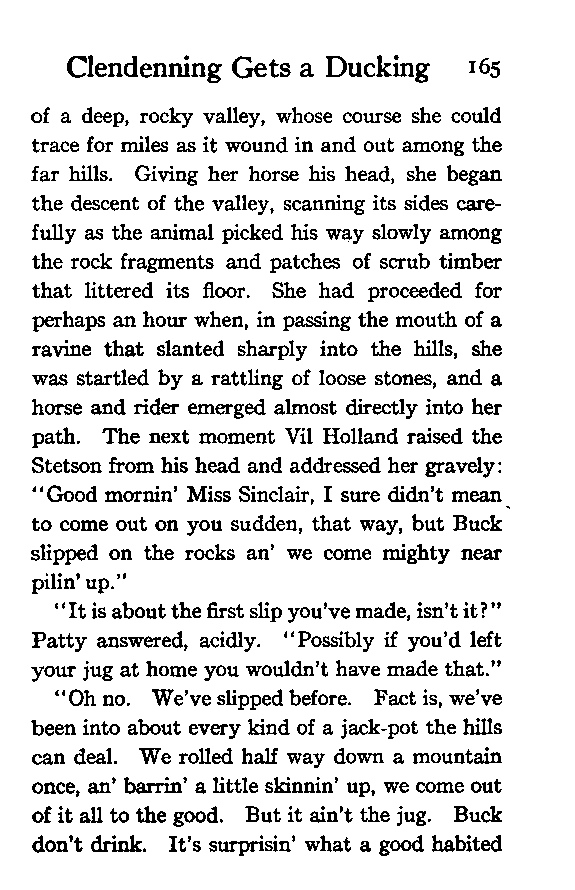 Clendenning Gets a Ducking 165
of a deep, rocky valley, whose course she could
trace for miles as it wound in and out among the
far hills. Giving her horse his head, she began
the descent of the valley, scanning its sides care-
fully as the animal picked his way slowly among
the rock fragments and patches of scrub timber
that littered its floor. She had proceeded for
perhaps an hour when, in passing the mouth of a
ravine that slanted sharply into the hills, she
was startled by a rattling of loose stones, and a
horse and rider emerged almost directly into her
path. The next moment Vil Holland raised the
Stetson from his head and addressed her gravely:
"Good mornin' Miss Sinclair, I sure didn't mean
to come out on you sudden, that way, but Buck
slipped on the rocks an' we come mighty near
pilin' up."
"It is about the first slip you've made, isn't it?"
Patty answered, acidly. "Possibly if you'd left
your jug at home you wouldn't have made that."
"Oh no. We've slipped before. Fact is, we've
been into about every kind of a jack-pot the hills
can deal. We rolled half way down a mountain
once, an' barrin' a little skinnin' up, we come out
of it all to the good. But it ain't the jug. Buck
don't drink. It's surprisin' what a good habited